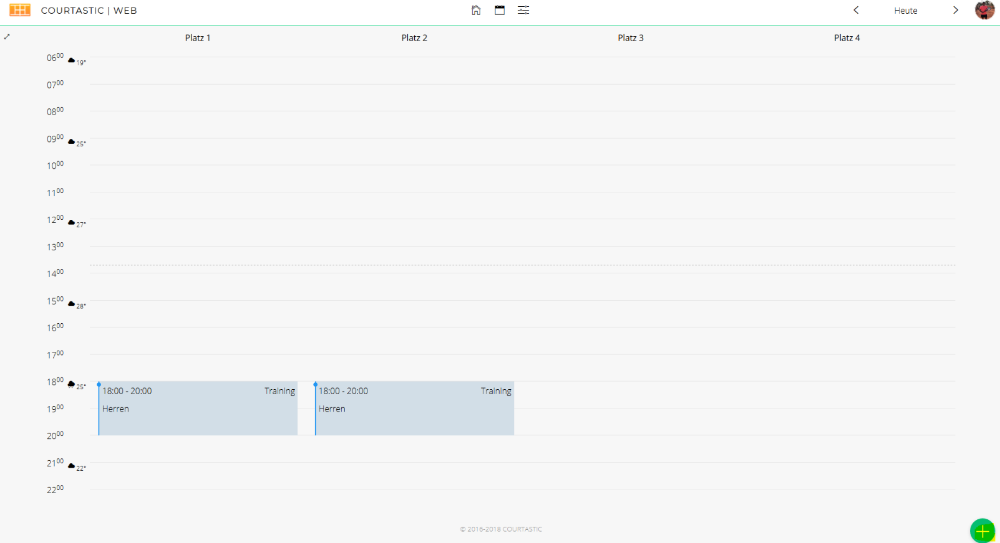 COURTASTIC | WEB
Heute
Platz 1 Platz 2 Platz 3 Platz 4
06⁰⁰ 19°
07⁰⁰
08⁰⁰
09⁰⁰ 25°
10⁰⁰
11⁰⁰
12⁰⁰ 27°
13⁰⁰
14⁰⁰
15⁰⁰ 28°
16⁰⁰
17⁰⁰
18⁰⁰ 25°
18:00 - 20:00 Training 18:00 - 20:00 Training
19⁰⁰ Herren Herren
20⁰⁰
21⁰⁰ 22°
22⁰⁰
© 2016-2018 COURTASTIC